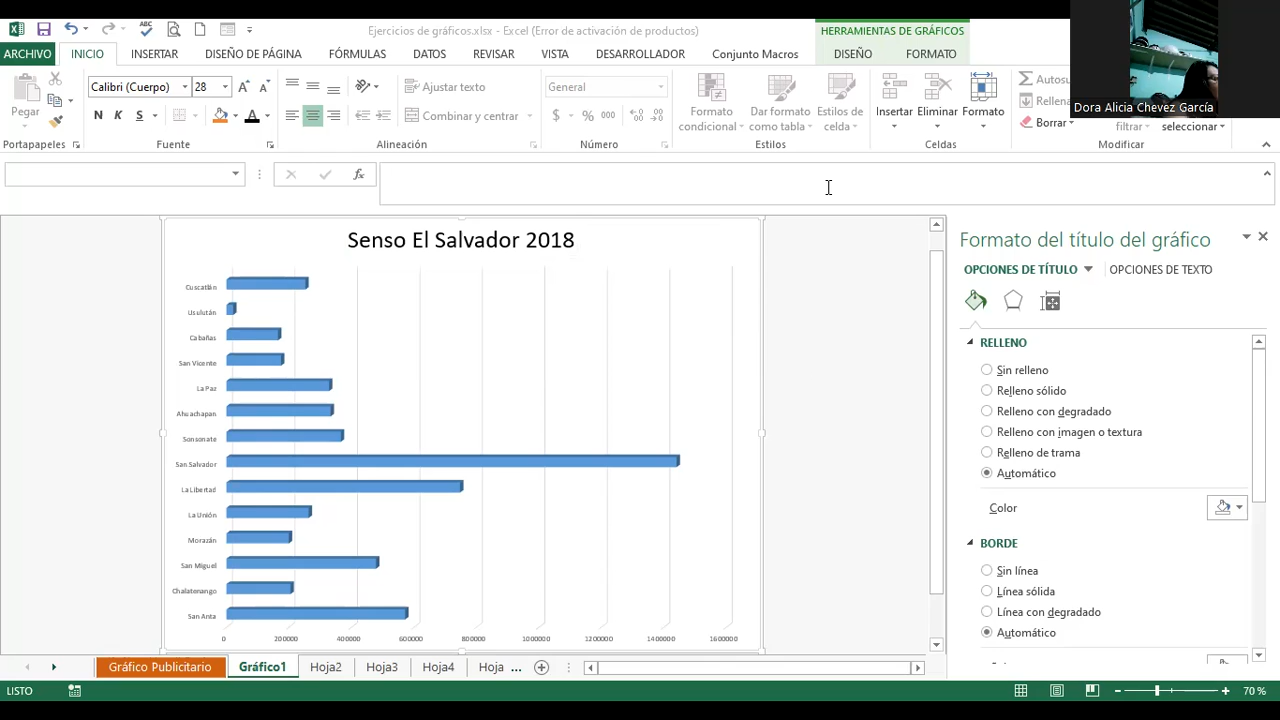 Ejercicios de gráficos.xlsx - Excel (Error de activación de productos)
HERRAMIENTAS DE GRÁFICOS
ARCHIVO INICIO INSERTAR DISEÑO DE PÁGINA FÓRMULAS DATOS REVISAR VISTA DESARROLLADOR Conjunto Macros DISEÑO FORMATO
Calibri (Cuerpo) 28
Ajustar texto
General
Pegar
N K S
Combinar y centrar
$ % 000
Formato condicional
Dar formato como tabla
Estilos de celda
Insertar Eliminar Formato
Autosu
Rellena
Borrar
filtrar
seleccionar
Dora Alicia Chevez García
Portapapeles Fuente Alineación Número Estilos Celdas Modificar
fx
Senso El Salvador 2018
Cuscatlán
Usulután
Cabañas
San Vicente
La Paz
Ahuachapan
Sonsonate
San Salvador
La Libertad
La Unión
Morazán
San Miguel
Chalatenango
San Anta
0 200000 400000 600000 800000 1000000 1200000 1400000 1600000
Formato del título del gráfico
OPCIONES DE TÍTULO OPCIONES DE TEXTO
RELLENO
Sin relleno
Relleno sólido
Relleno con degradado
Relleno con imagen o textura
Relleno de trama
Automático
Color
BORDE
Sin línea
Línea sólida
Línea con degradado
Automático
Gráfico Publicitario Gráfico1 Hoja2 Hoja3 Hoja4 Hoja ...
LISTO
70 %